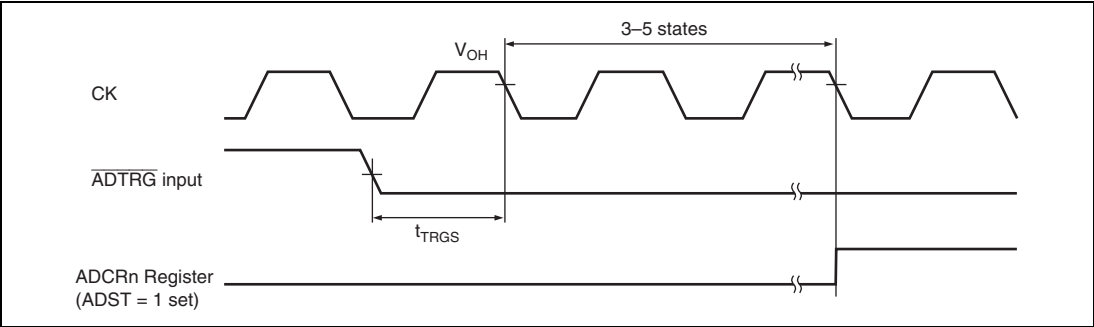 3–5 states
VOH
CK
ADTRG input
tTRGS
ADCRn Register
(ADST = 1 set)